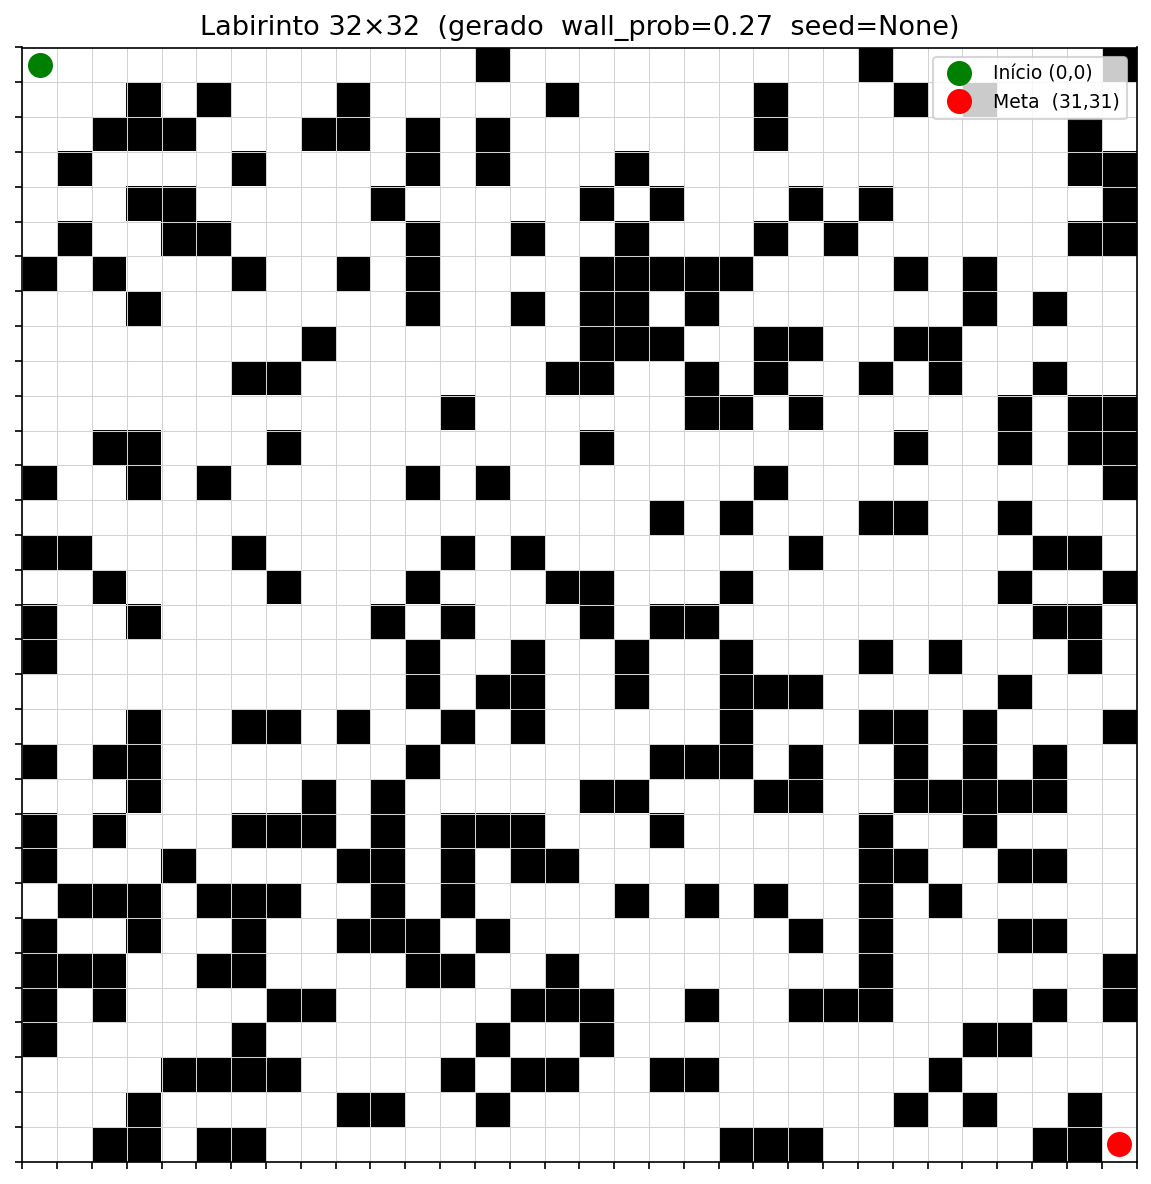 Labirinto 32×32  (gerado  wall_prob=0.27  seed=None)
Início (0,0)
Meta  (31,31)